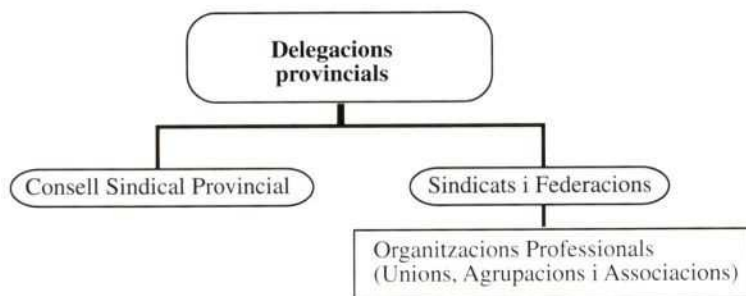 Delegacions
provincials
Consell Sindical Provincial
Sindicats i Federacions
Organitzacions Professionals
(Unions, Agrupacions i Associacions)